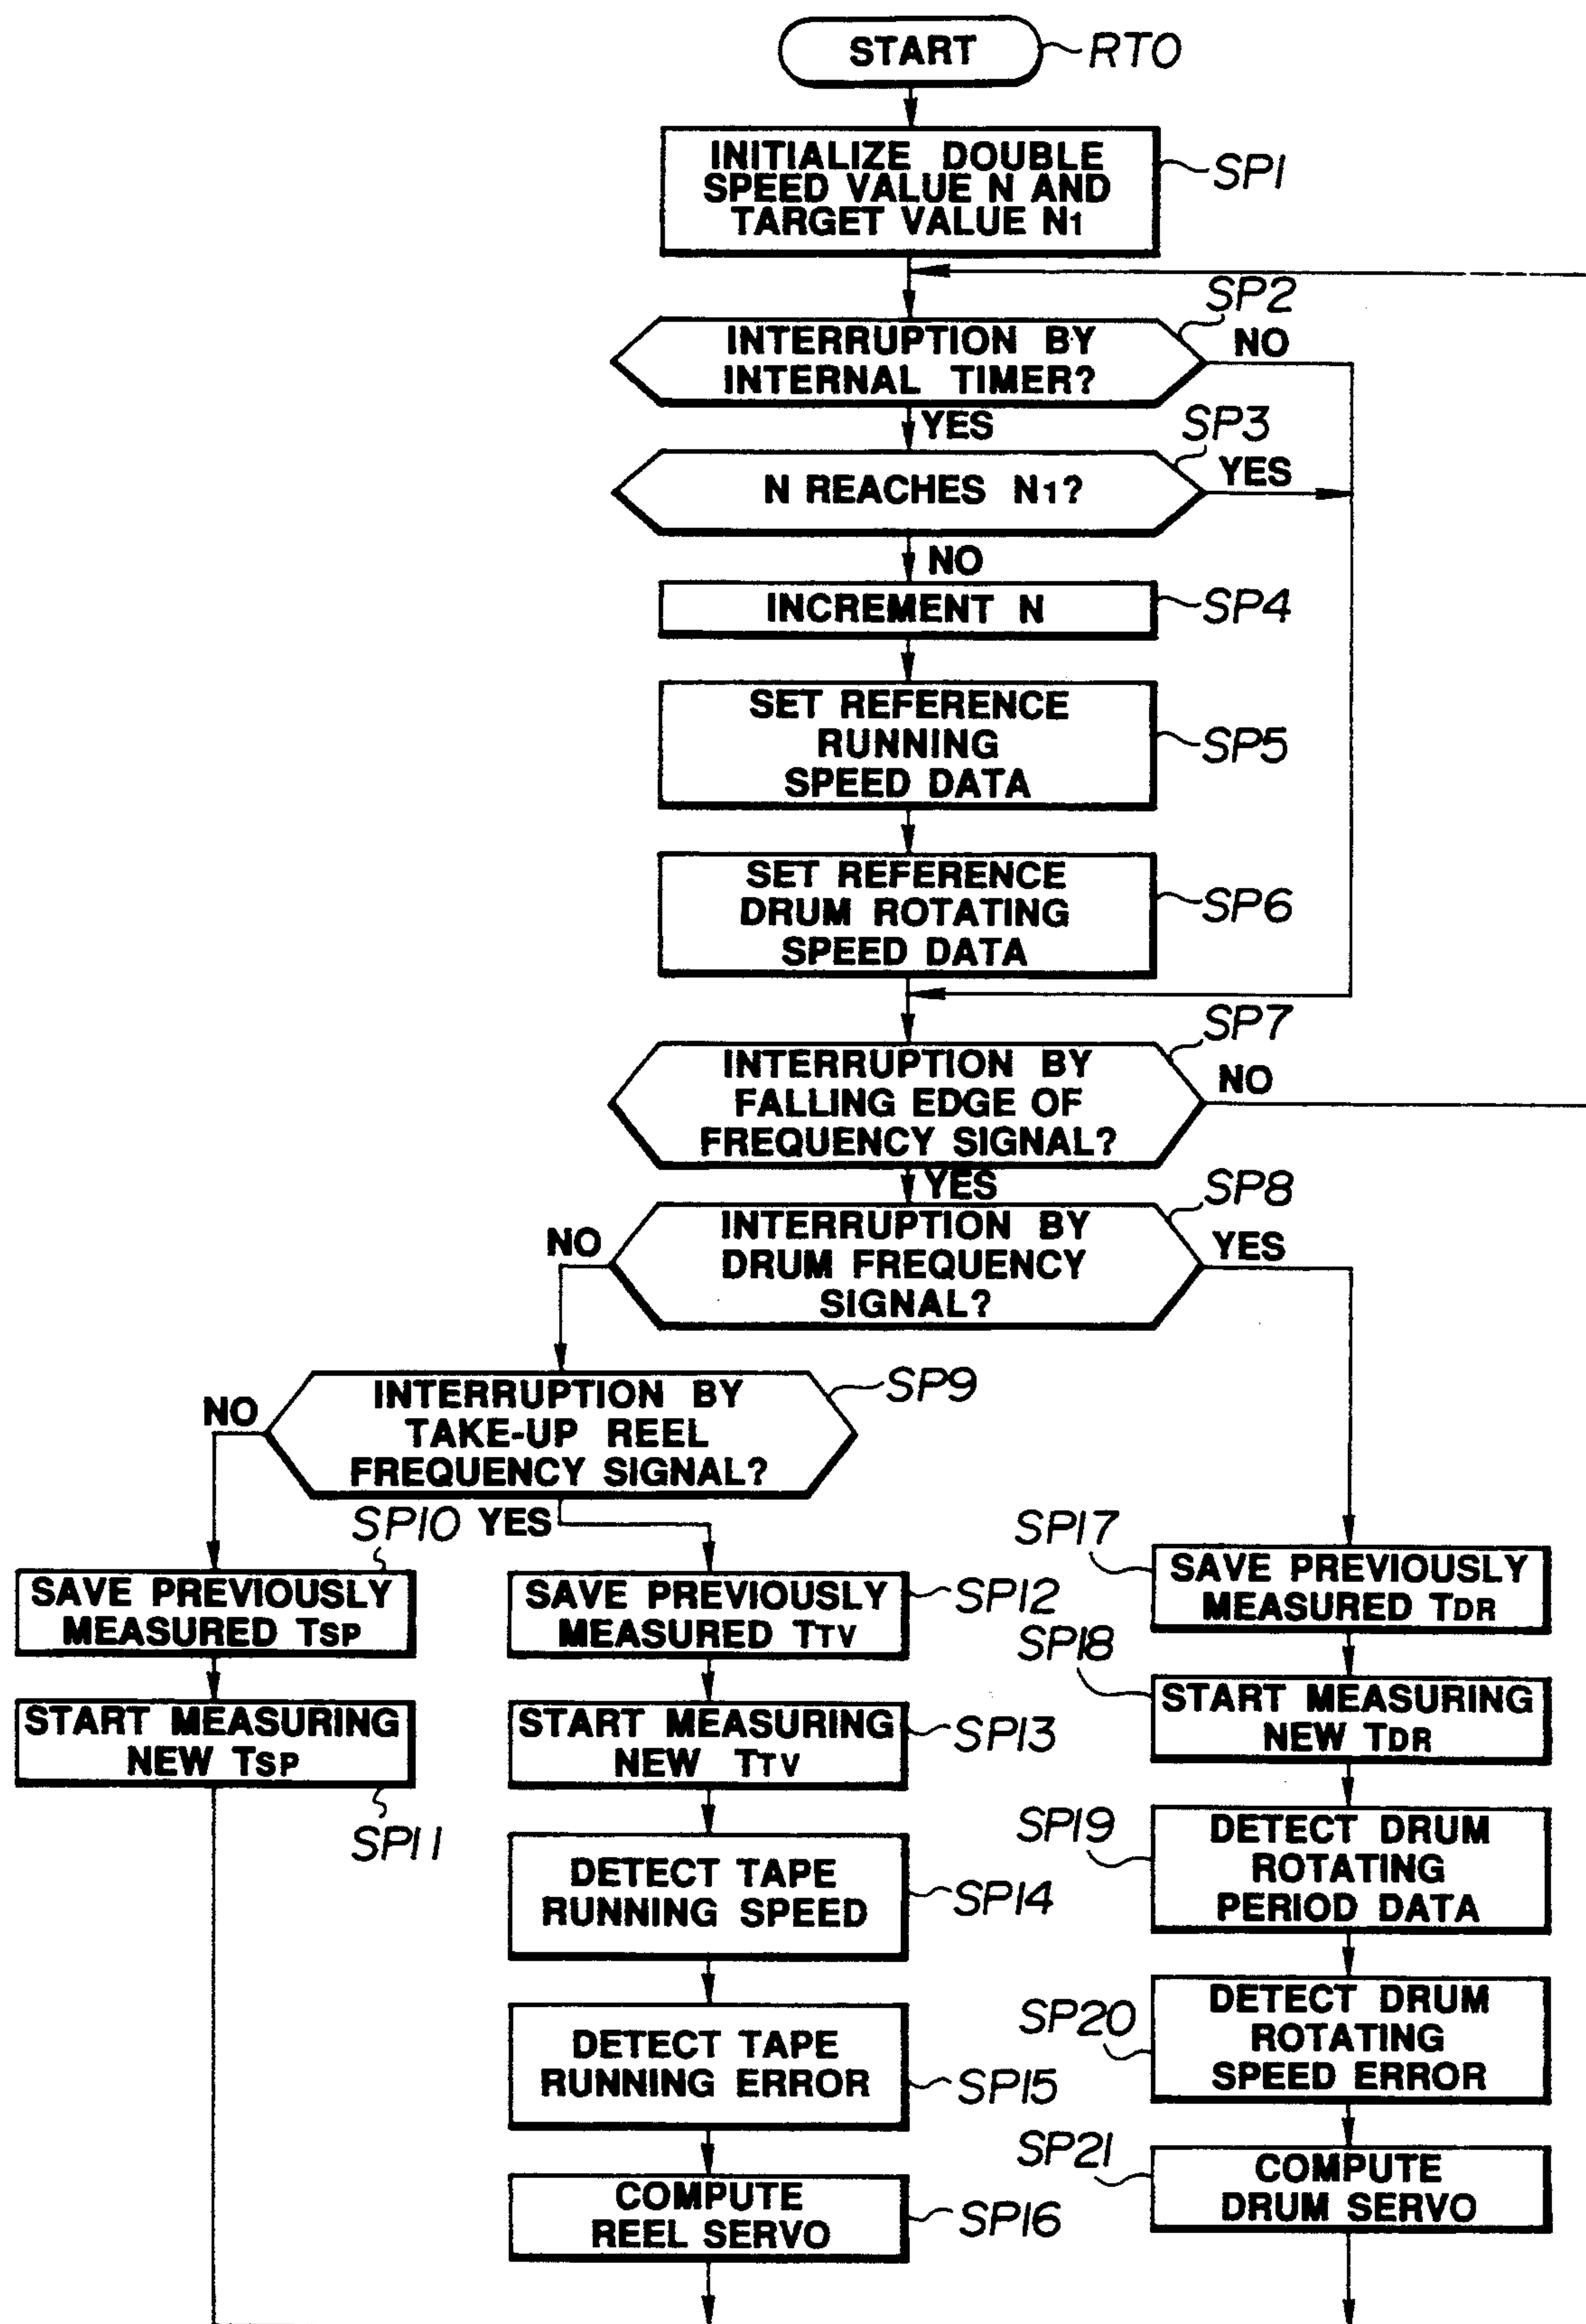 START
RT0
INITIALIZE DOUBLE
SPEED VALUE N AND
TARGET VALUE N1
SP1
SP2
INTERRUPTION BY
INTERNAL TIMER?
NO
YES
SP3
N REACHES N1?
YES
NO
INCREMENT N
SP4
SET REFERENCE
RUNNING
SPEED DATA
SP5
SET REFERENCE
DRUM ROTATING
SPEED DATA
SP6
SP7
INTERRUPTION BY
FALLING EDGE OF
FREQUENCY SIGNAL?
NO
YES
SP8
INTERRUPTION BY
DRUM FREQUENCY
SIGNAL?
NO
YES
SP9
INTERRUPTION BY
TAKE-UP REEL
FREQUENCY SIGNAL?
NO
YES
SP10
SAVE PREVIOUSLY
MEASURED TSP
START MEASURING
NEW TSP
SP11
SAVE PREVIOUSLY
MEASURED TTV
SP12
START MEASURING
NEW TTV
SP13
DETECT TAPE
RUNNING SPEED
SP14
DETECT TAPE
RUNNING ERROR
SP15
COMPUTE
REEL SERVO
SP16
SP17
SAVE PREVIOUSLY
MEASURED TDR
SP18
START MEASURING
NEW TDR
SP19
DETECT DRUM
ROTATING
PERIOD DATA
SP20
DETECT DRUM
ROTATING
SPEED ERROR
SP21
COMPUTE
DRUM SERVO